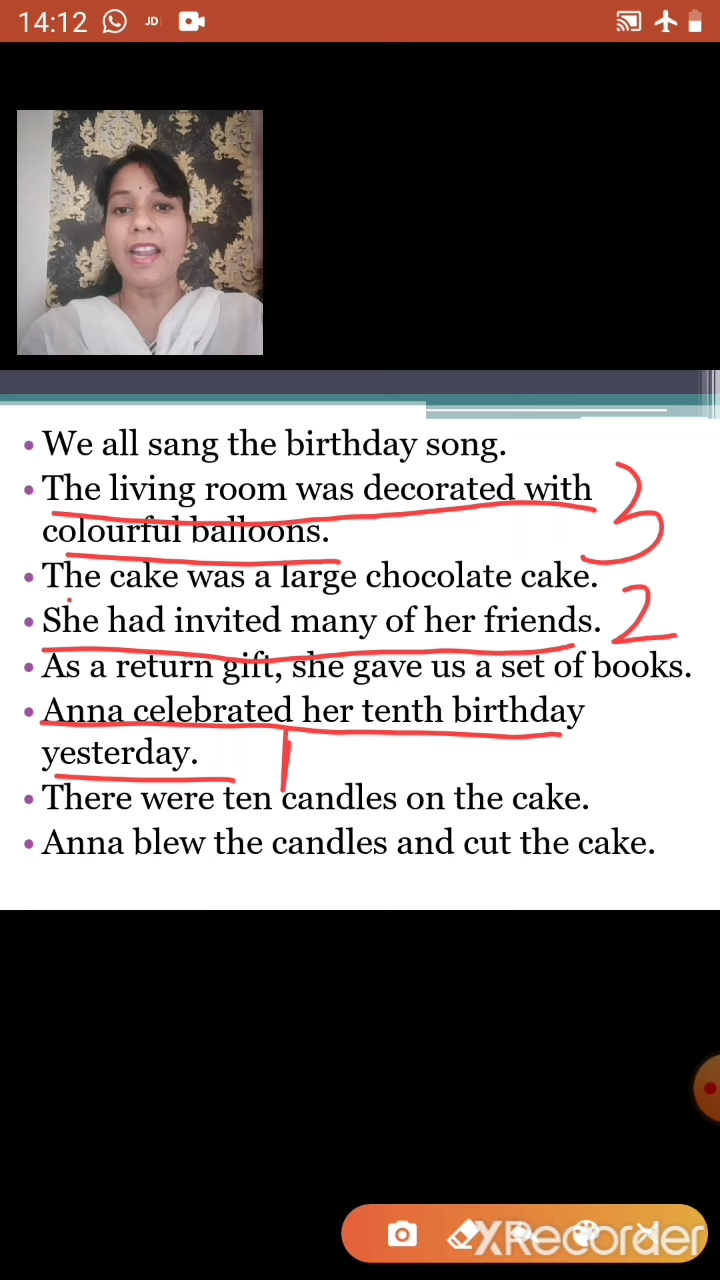 14:12 JD
• We all sang the birthday song.
• The living room was decorated with 3
colourful balloons.
• The cake was a large chocolate cake.
• She had invited many of her friends. 2
• As a return gift, she gave us a set of books.
• Anna celebrated her tenth birthday
yesterday. 1
• There were ten candles on the cake.
• Anna blew the candles and cut the cake.
XRecorder